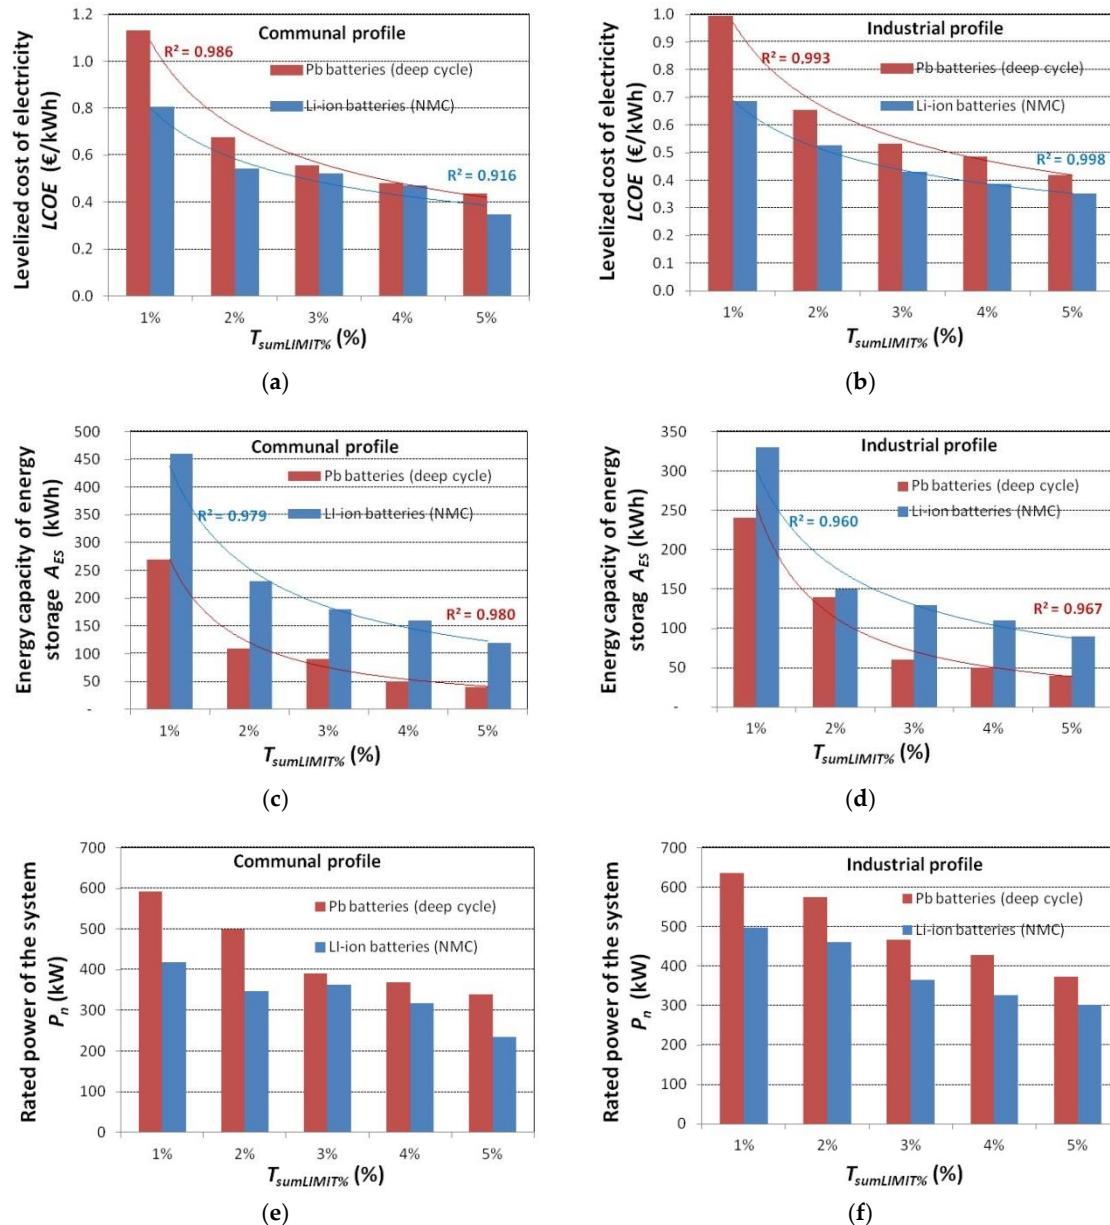 Levelized cost of electricity
LCOE (€/kWh)
1.2
1.0
0.8
0.6
0.4
0.2
0.0
Communal profile
R² = 0.986
Pb batteries (deep cycle)
Li-ion batteries (NMC)
R² = 0.916
1% 2% 3% 4% 5%
TsumLIMIT% (%)
(a)
Levelized cost of electricity
LCOE (€/kWh)
1.0
0.9
0.8
0.7
0.6
0.5
0.4
0.3
0.2
0.1
0.0
Industrial profile
R² = 0.993
Pb batteries (deep cycle)
Li-ion batteries (NMC)
R² = 0.998
1% 2% 3% 4% 5%
TsumLIMIT% (%)
(b)
Energy capacity of energy
storage AES (kWh)
500
450
400
350
300
250
200
150
100
50
-
Communal profile
Pb batteries (deep cycle)
LI-ion batteries (NMC)
R² = 0.979
R² = 0.980
1% 2% 3% 4% 5%
TsumLIMIT% (%)
(c)
Energy capacity of energy
storag AES (kWh)
350
300
250
200
150
100
50
-
Industrial profile
Pb batteries (deep cycle)
Li-ion batteries (NMC)
R² = 0.960
R² = 0.967
1% 2% 3% 4% 5%
TsumLIMIT% (%)
(d)
Rated power of the system
Pn (kW)
700
600
500
400
300
200
100
0
Communal profile
Pb batteries (deep cycle)
LI-ion batteries (NMC)
1% 2% 3% 4% 5%
TsumLIMIT% (%)
(e)
Rated power of the system
Pn (kW)
700
600
500
400
300
200
100
0
Industrial profile
Pb batteries (deep cycle)
Li-ion batteries (NMC)
1% 2% 3% 4% 5%
TsumLIMIT% (%)
(f)